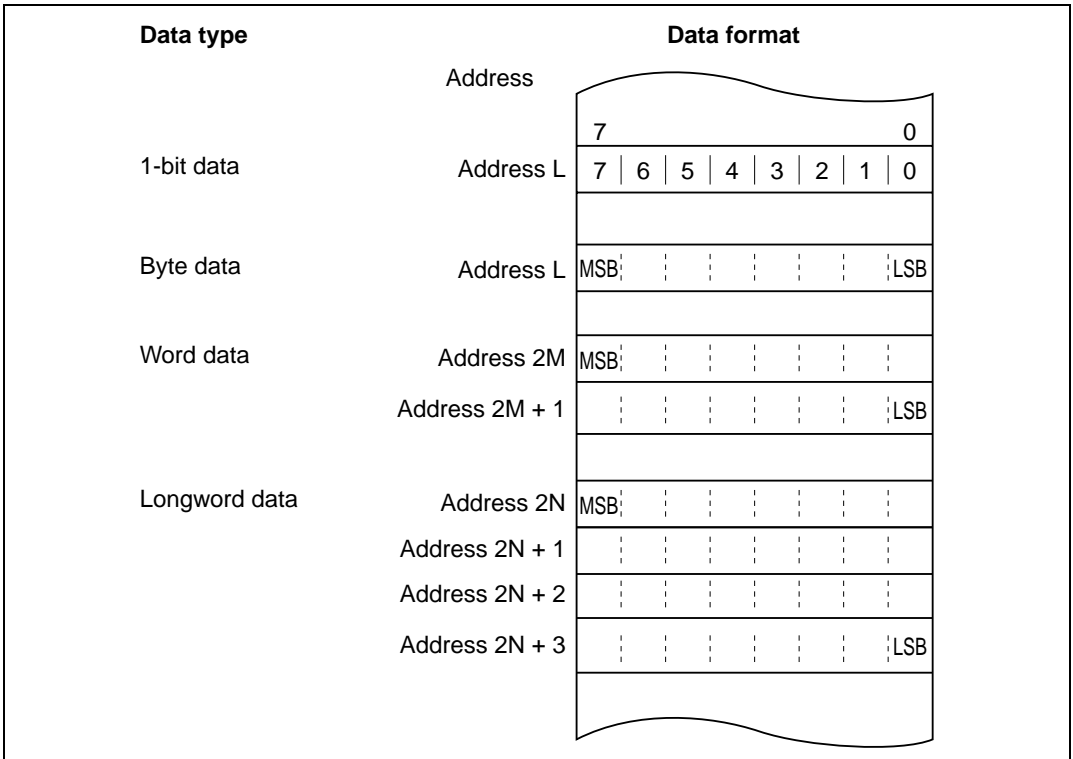 Data type Data format
Address
7 0
1-bit data Address L 7 6 5 4 3 2 1 0
Byte data Address L MSB LSB
Word data Address 2M MSB
Address 2M + 1 LSB
Longword data Address 2N MSB
Address 2N + 1
Address 2N + 2
Address 2N + 3 LSB